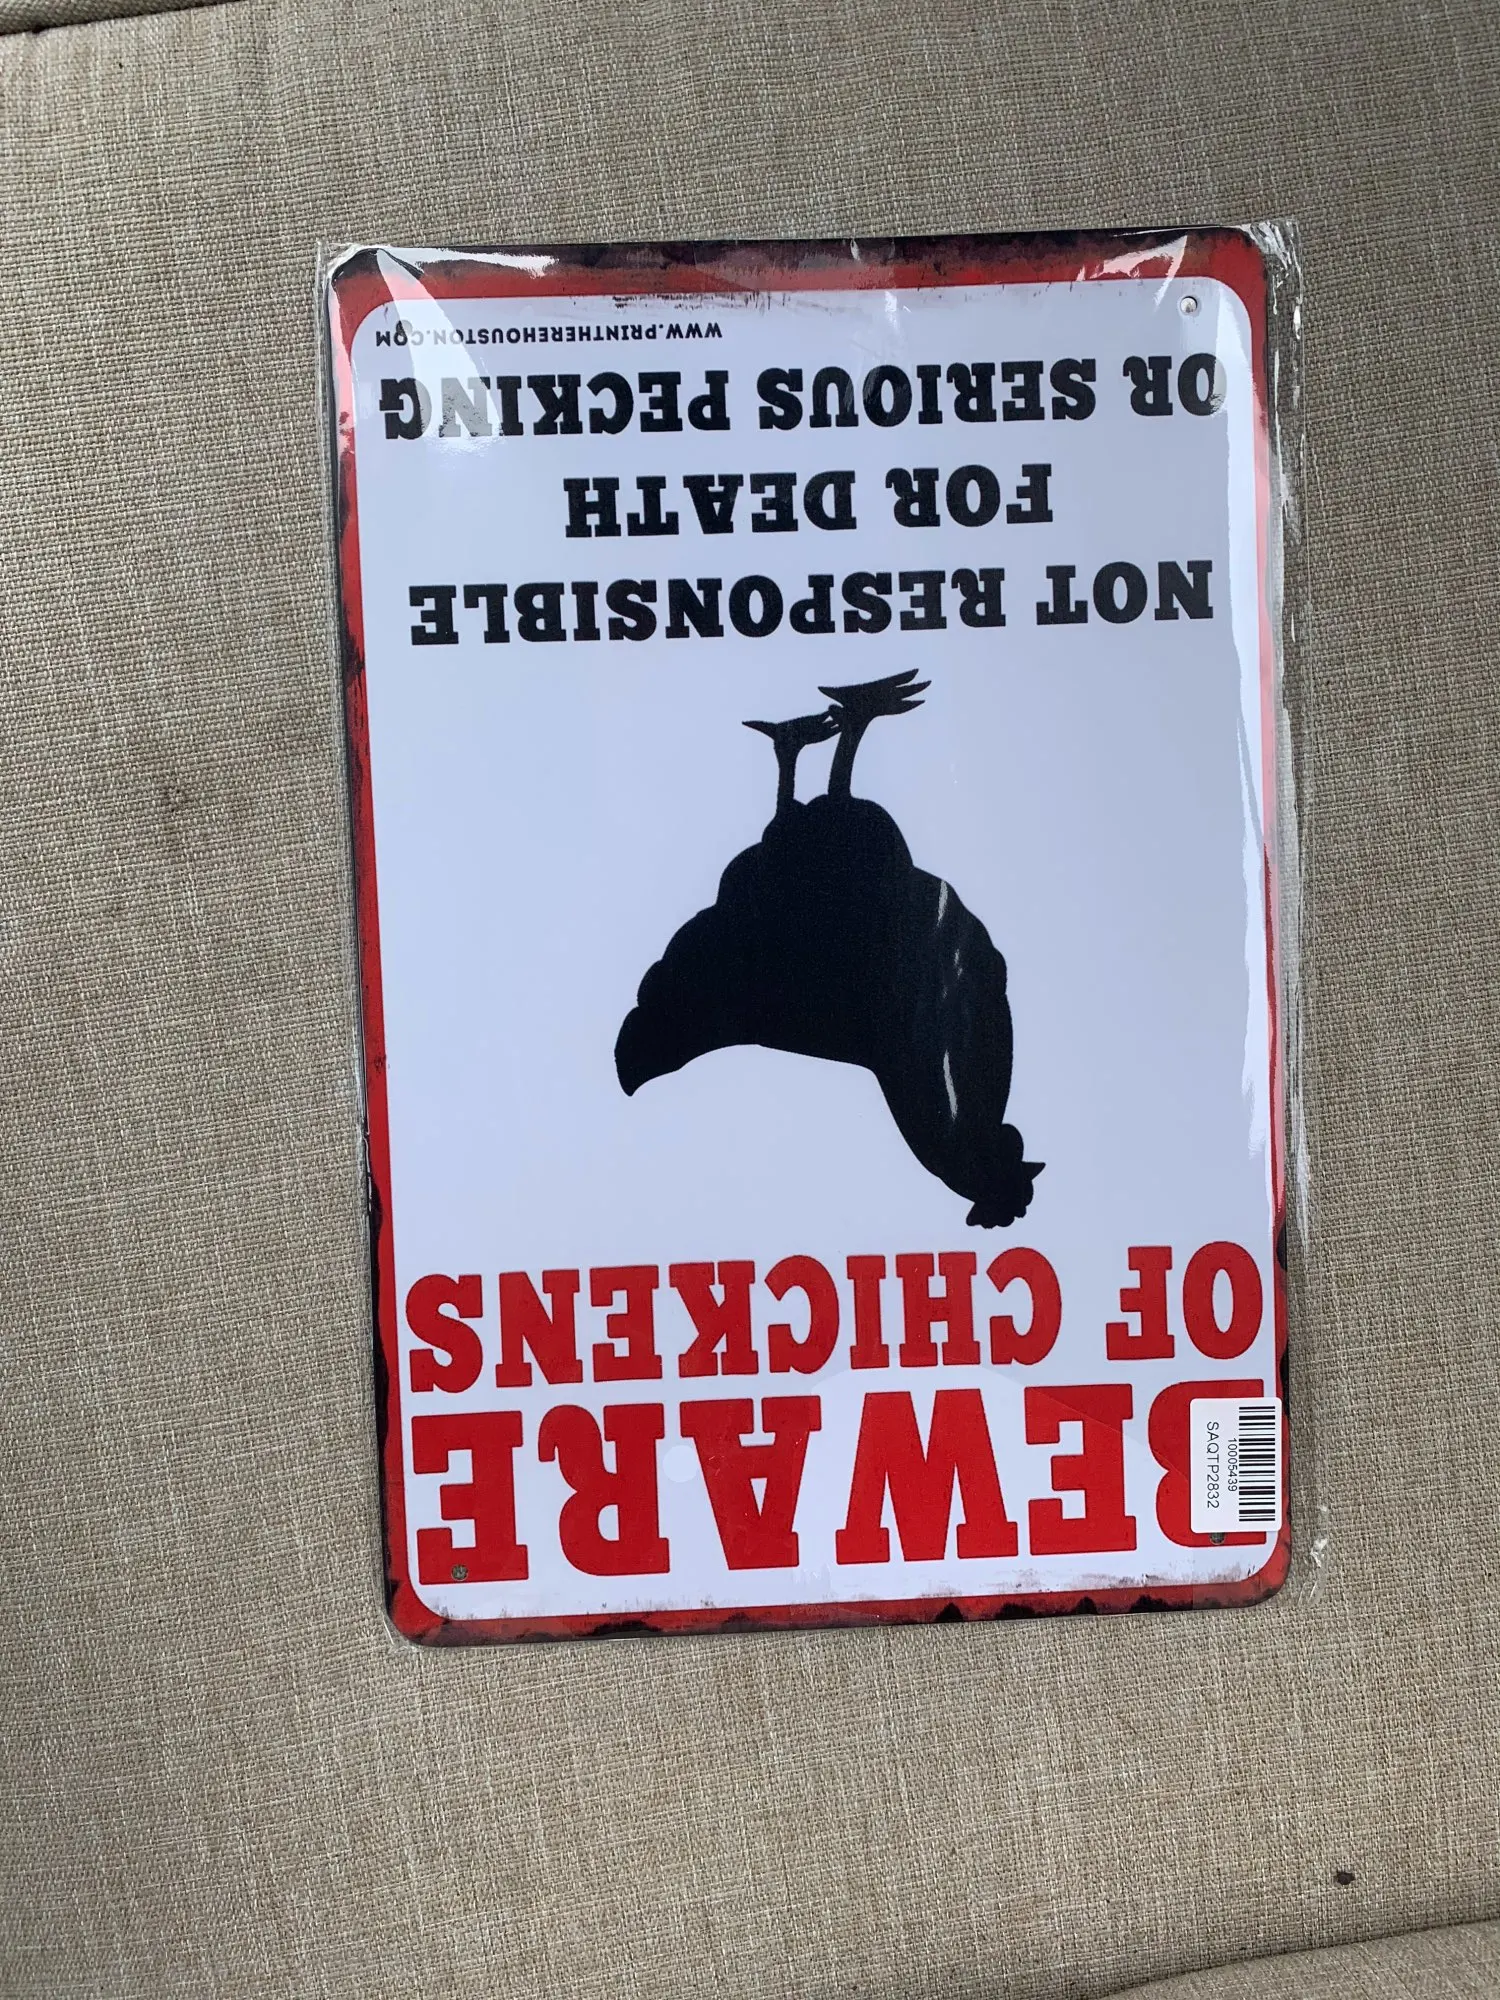 BEWARE
OF CHICKENS
NOT RESPONSIBLE
FOR DEATH
OR SERIOUS PECKING
WWW.PRINTHEREHOUSTON.COM
10005439
SAQTP2832